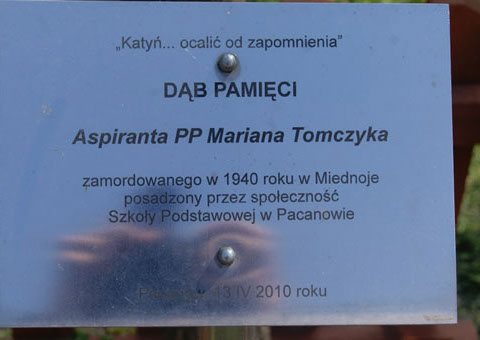 „Katyń... ocalić od zapomnienia”
DĄB PAMIĘCI
Aspiranta PP Mariana Tomczyka
zamordowanego w 1940 roku w Miednoje
posadzony przez społeczność
Szkoły Podstawowej w Pacanowie
13 IV 2010 roku